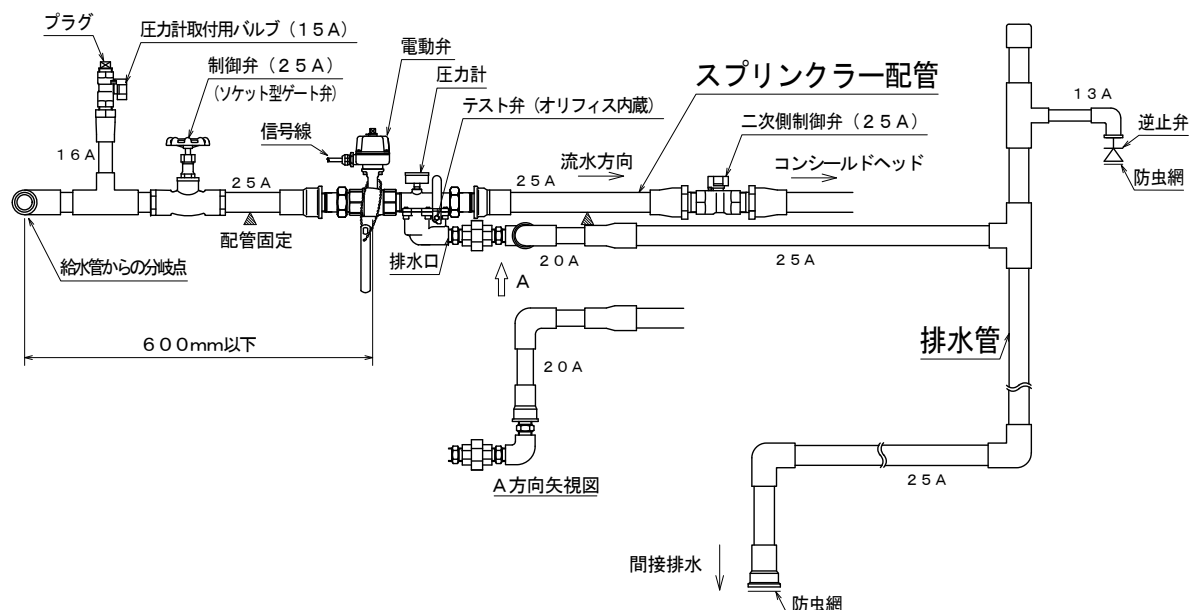 プラグ
圧力計取付用バルブ（１５Ａ）
制御弁（２５Ａ）
（ソケット型ゲート弁）
電動弁
圧力計
テスト弁（オリフィス内蔵）
信号線
スプリンクラー配管
二次側制御弁（２５Ａ）
流水方向
コンシールドヘッド
１３Ａ
逆止弁
防虫網
１６Ａ
２５Ａ
２５Ａ
配管固定
給水管からの分岐点
排水口
２０Ａ
２５Ａ
Ａ
６００mm以下
２０Ａ
排水管
Ａ方向矢視図
２５Ａ
間接排水
防虫網